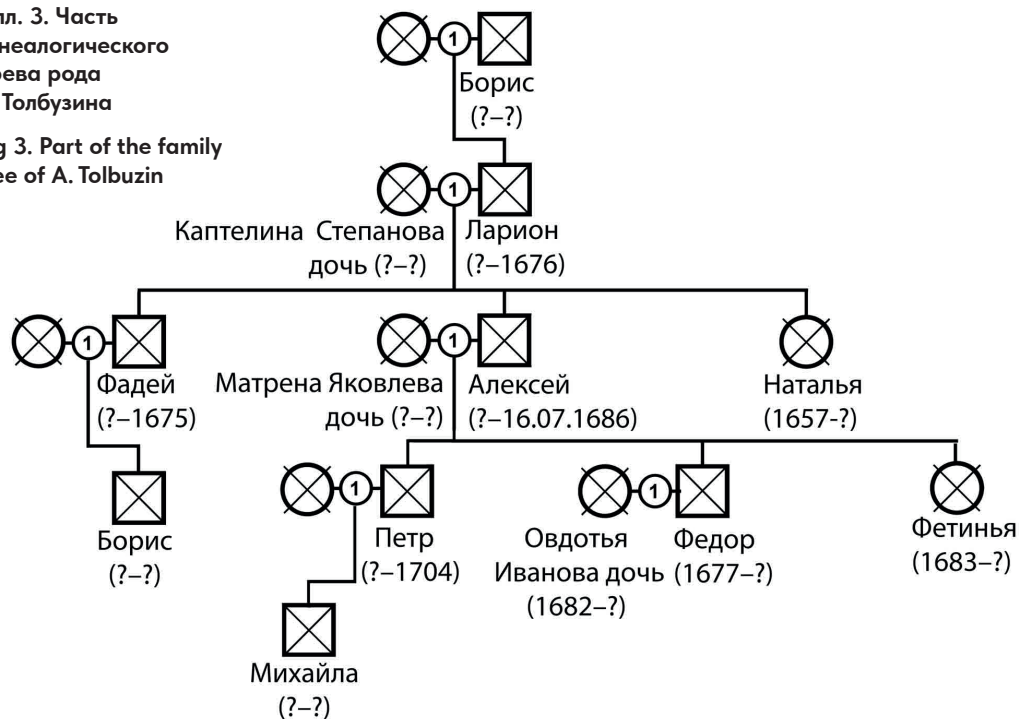 пл. 3. Часть
неалогического
рева рода
Толбузина
g 3. Part of the family
ee of A. Tolbuzin
1
Борис
(?–?)
1
Каптелина Степанова
дочь (?–?)
Ларион
(?–1676)
1
Фадей
(?–1675)
1
Матрена Яковлева
дочь (?–?)
Алексей
(?–16.07.1686)
Наталья
(1657-?)
Борис
(?–?)
1
Петр
(?–1704)
1
Овдотья
Иванова дочь
(1682–?)
Федор
(1677–?)
Фетинья
(1683–?)
Михайла
(?–?)